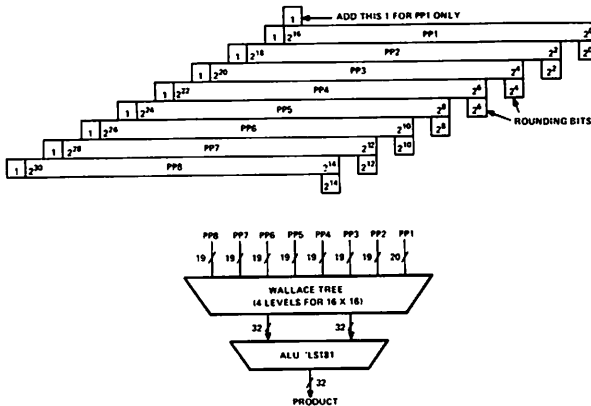 1 ADD THIS 1 FOR PP1 ONLY
1 2^16 PP1 2^0
1 2^18 PP2 2^2 2^0
1 2^20 PP3 2^4 2^2
1 2^22 PP4 2^6 2^4
1 2^24 PP5 2^8 2^6 ROUNDING BITS
1 2^26 PP6 2^10 2^8
1 2^28 PP7 2^12 2^10
1 2^30 PP8 2^14 2^12
2^14
PP8 PP7 PP6 PP5 PP4 PP3 PP2 PP1
19 19 19 19 19 19 19 20
WALLACE TREE
(4 LEVELS FOR 16 X 16)
32 32
ALU 'LS181
32
PRODUCT